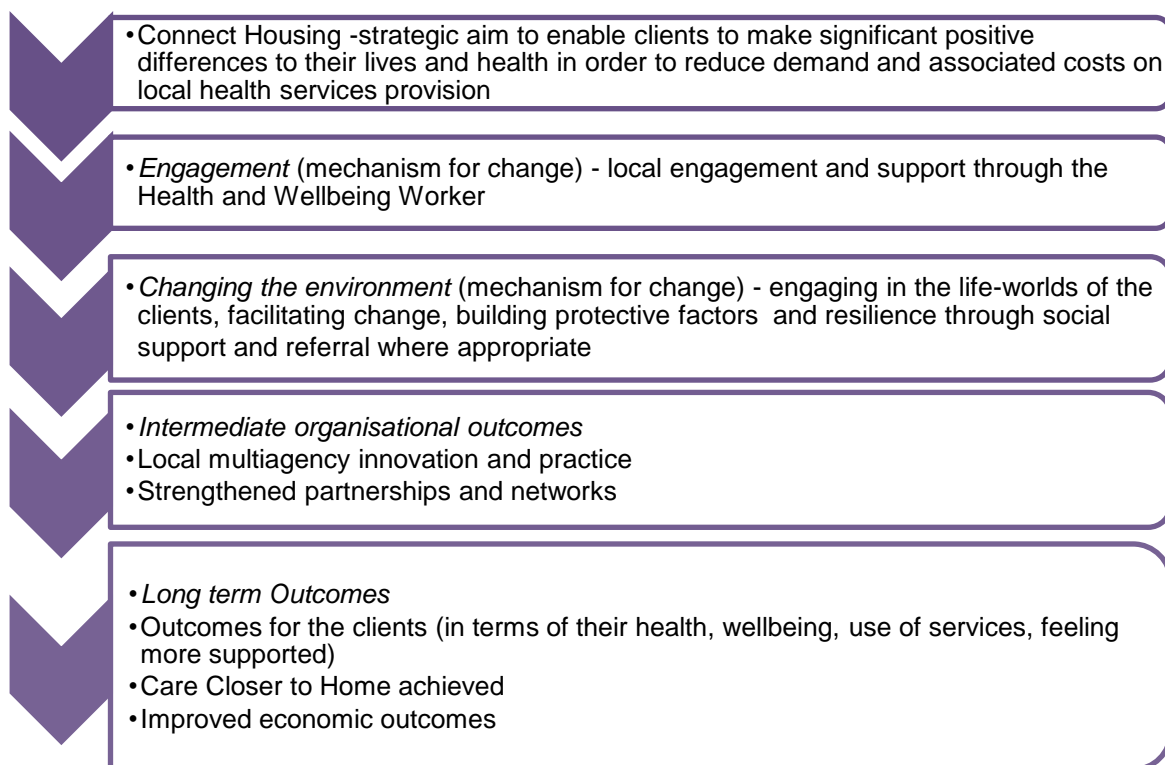 •Connect Housing -strategic aim to enable clients to make significant positive
differences to their lives and health in order to reduce demand and associated costs on
local health services provision
•Engagement (mechanism for change) - local engagement and support through the
Health and Wellbeing Worker
•Changing the environment (mechanism for change) - engaging in the life-worlds of the
clients, facilitating change, building protective factors and resilience through social
support and referral where appropriate
•Intermediate organisational outcomes
•Local multiagency innovation and practice
•Strengthened partnerships and networks
•Long term Outcomes
•Outcomes for the clients (in terms of their health, wellbeing, use of services, feeling
more supported)
•Care Closer to Home achieved
•Improved economic outcomes